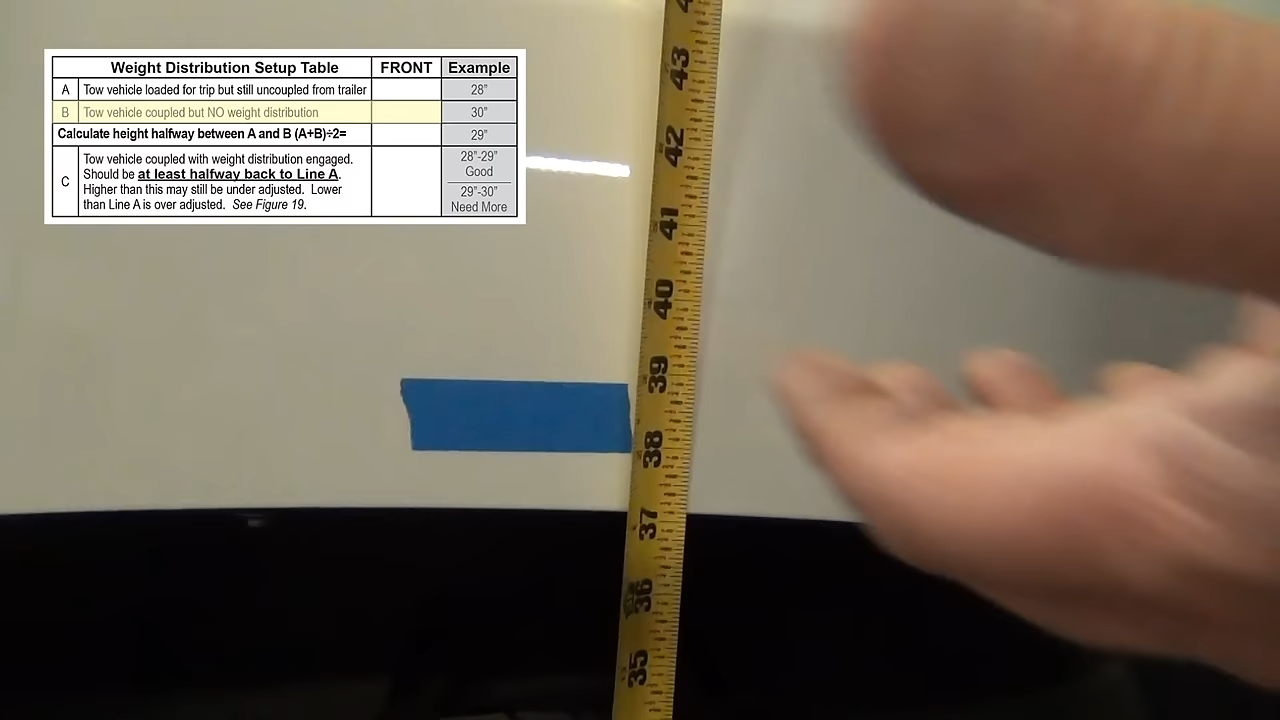 Weight Distribution Setup Table FRONT Example
A Tow vehicle loaded for trip but still uncoupled from trailer 28"
B Tow vehicle coupled but NO weight distribution 30"
Calculate height halfway between A and B (A+B)÷2= 29"
C Tow vehicle coupled with weight distribution engaged.
Should be at least halfway back to Line A.
Higher than this may still be under adjusted. Lower
than Line A is over adjusted. See Figure 19.
28"-29"
Good
29"-30"
Need More
43
42
41
40
39
38
37
36
35